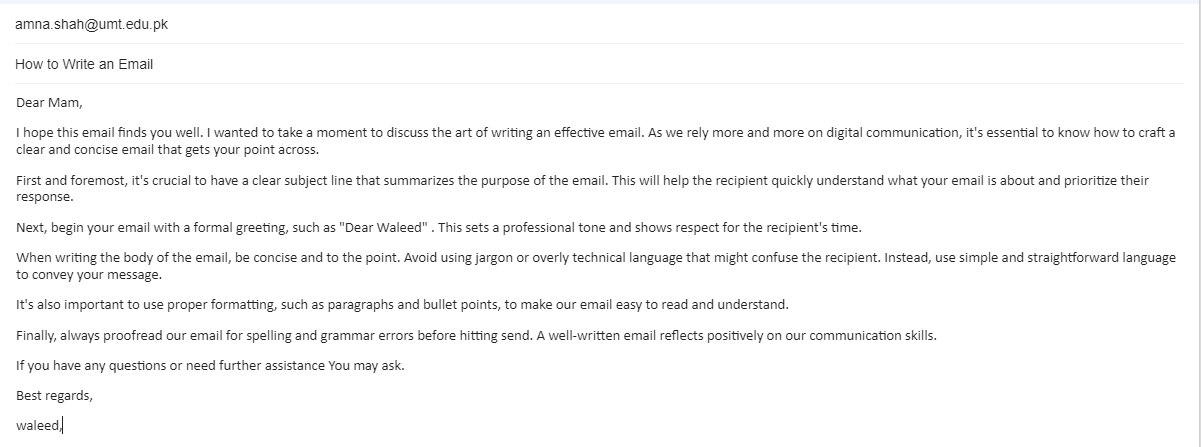 amna.shah@umt.edu.pk
How to Write an Email
Dear Mam,
I hope this email finds you well. I wanted to take a moment to discuss the art of writing an effective email. As we rely more and more on digital communication, it's essential to know how to craft a
clear and concise email that gets your point across.
First and foremost, it's crucial to have a clear subject line that summarizes the purpose of the email. This will help the recipient quickly understand what your email is about and prioritize their
response.
Next, begin your email with a formal greeting, such as "Dear Waleed" . This sets a professional tone and shows respect for the recipient's time.
When writing the body of the email, be concise and to the point. Avoid using jargon or overly technical language that might confuse the recipient. Instead, use simple and straightforward language
to convey your message.
It's also important to use proper formatting, such as paragraphs and bullet points, to make our email easy to read and understand.
Finally, always proofread our email for spelling and grammar errors before hitting send. A well-written email reflects positively on our communication skills.
If you have any questions or need further assistance You may ask.
Best regards,
waleed,